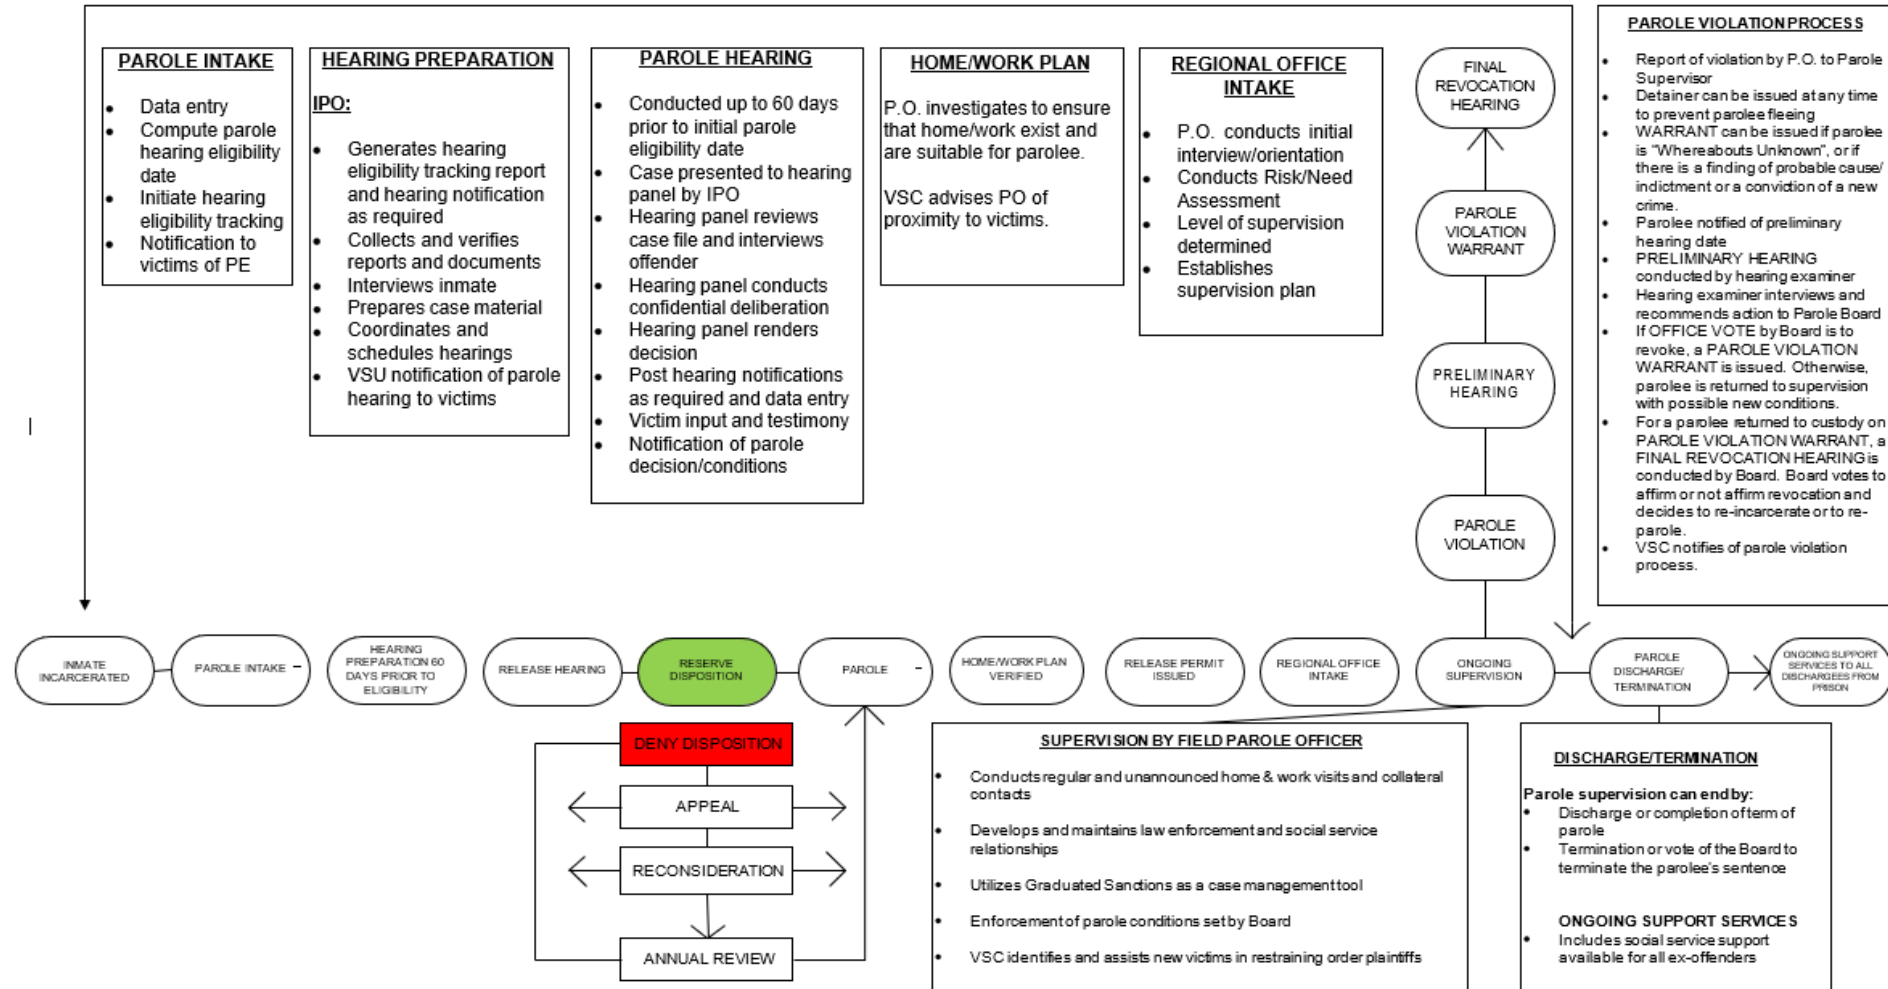 PAROLE INTAKE
• Data entry
• Compute parole
hearing eligibility
date
• Initiate hearing
eligibility tracking
• Notification to
victims of PE
HEARING PREPARATION
IPO:
• Generates hearing
eligibility tracking report
and hearing notification
as required
• Collects and verifies
reports and documents
• Interviews inmate
• Prepares case material
• Coordinates and
schedules hearings
• VSU notification of parole
hearing to victims
PAROLE HEARING
• Conducted up to 60 days
prior to initial parole
eligibility date
• Case presented to hearing
panel by IPO
• Hearing panel reviews
case file and interviews
offender
• Hearing panel conducts
confidential deliberation
• Hearing panel renders
decision
• Post hearing notifications
as required and data entry
• Victim input and testimony
• Notification of parole
decision/conditions
HOME/WORK PLAN
P.O. investigates to ensure
that home/work exist and
are suitable for parolee.
VSC advises PO of
proximity to victims.
REGIONAL OFFICE
INTAKE
• P.O. conducts initial
interview/orientation
• Conducts Risk/Need
Assessment
• Level of supervision
determined
• Establishes
supervision plan
FINAL
REVOCATION
HEARING
PAROLE
VIOLATION
WARRANT
PRELIMINARY
HEARING
PAROLE
VIOLATION
PAROLE VIOLATION PROCESS
• Report of violation by P.O. to Parole
Supervisor
• Detainer can be issued at any time
to prevent parolee fleeing
• WARRANT can be issued if parolee
is "Whereabouts Unknown", or if
there is a finding of probable cause/
indictment or a conviction of a new
crime.
• Parolee notified of preliminary
hearing date
• PRELIMINARY HEARING
conducted by hearing examiner
• Hearing examiner interviews and
recommends action to Parole Board
• If OFFICE VOTE by Board is to
revoke, a PAROLE VIOLATION
WARRANT is issued. Otherwise,
parolee is returned to supervision
with possible new conditions.
• For a parolee returned to custody on
PAROLE VIOLATION WARRANT, a
FINAL REVOCATION HEARING is
conducted by Board. Board votes to
affirm or not affirm revocation and
decides to re-incarcerate or to re-
parole.
• VSC notifies of parole violation
process.
INMATE
INCARCERATED
PAROLE INTAKE
HEARING
PREPARATION 60
DAYS PRIOR TO
ELIGIBILITY
RELEASE HEARING
RESERVE
DISPOSITION
PAROLE
HOME/WORK PLAN
VERIFIED
RELEASE PERMIT
ISSUED
REGIONAL OFFICE
INTAKE
ONGOING
SUPERVISION
PAROLE
DISCHARGE/
TERMINATION
ONGOING SUPPORT
SERVICES TO ALL
DISCHARGEES FROM
PRISON
DENY DISPOSITION
APPEAL
RECONSIDERATION
ANNUAL REVIEW
SUPERVISION BY FIELD PAROLE OFFICER
• Conducts regular and unannounced home & work visits and collateral
contacts
• Develops and maintains law enforcement and social service
relationships
• Utilizes Graduated Sanctions as a case management tool
• Enforcement of parole conditions set by Board
• VSC identifies and assists new victims in restraining order plaintiffs
DISCHARGE/TERMINATION
Parole supervision can end by:
• Discharge or completion of term of
parole
• Termination or vote of the Board to
terminate the parolee's sentence
ONGOING SUPPORT SERVICES
• Includes social service support
available for all ex-offenders